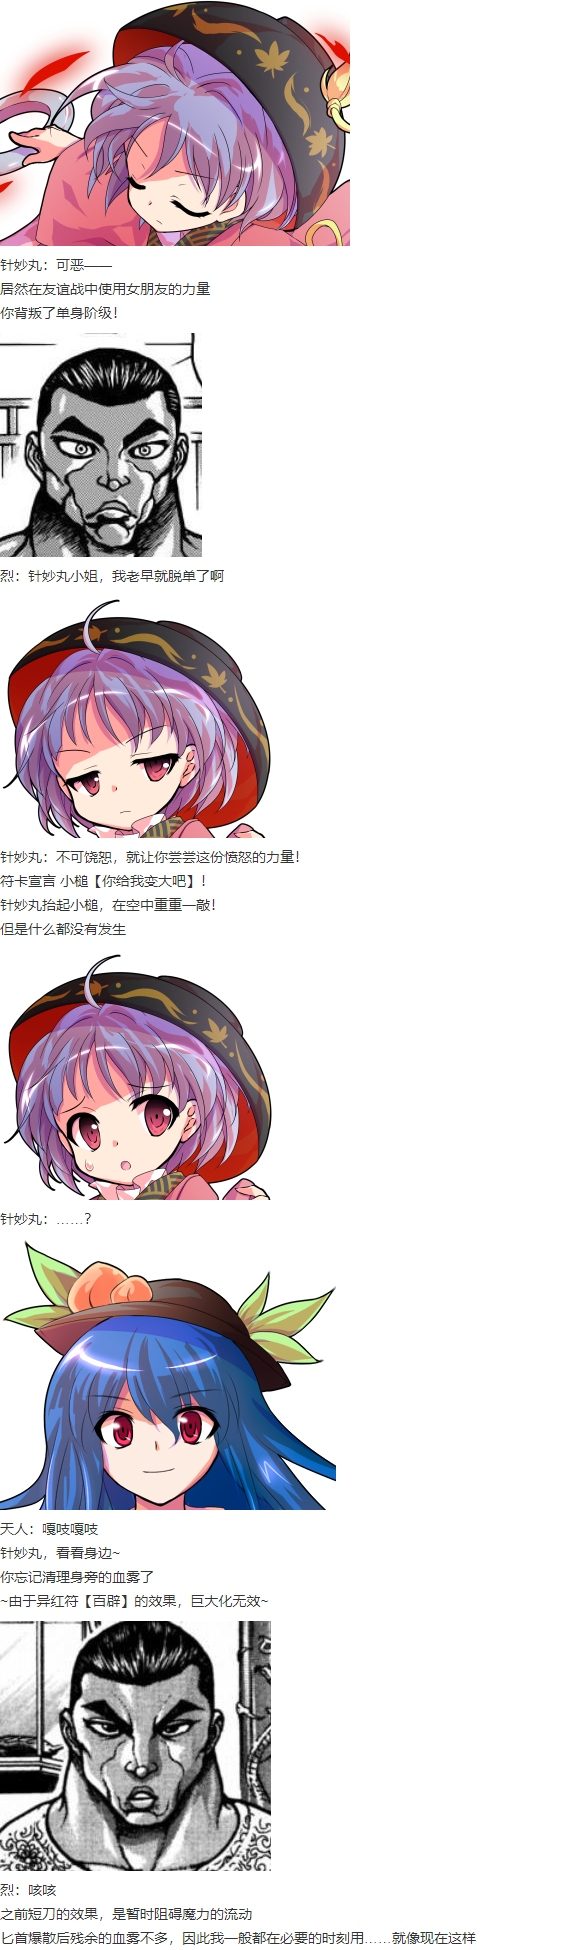 针妙丸：可恶——
居然在友谊战中使用女朋友的力量
你背叛了单身阶级！
烈：针妙丸小姐，我老早就脱单了啊
针妙丸：不可饶恕，就让你尝尝这份愤怒的力量！
符卡宣言 小槌【你给我变大吧】！
针妙丸抬起小槌，在空中重重一敲！
但是什么都没有发生
针妙丸：……？
天人：嘎吱嘎吱
针妙丸，看看身边~
你忘记清理身旁的血雾了
~由于异红符【百辟】的效果，巨大化无效~
烈：咳咳
之前短刀的效果，是暂时阻碍魔力的流动
匕首爆散后残余的血雾不多，因此我一般都在必要的时刻用……就像现在这样